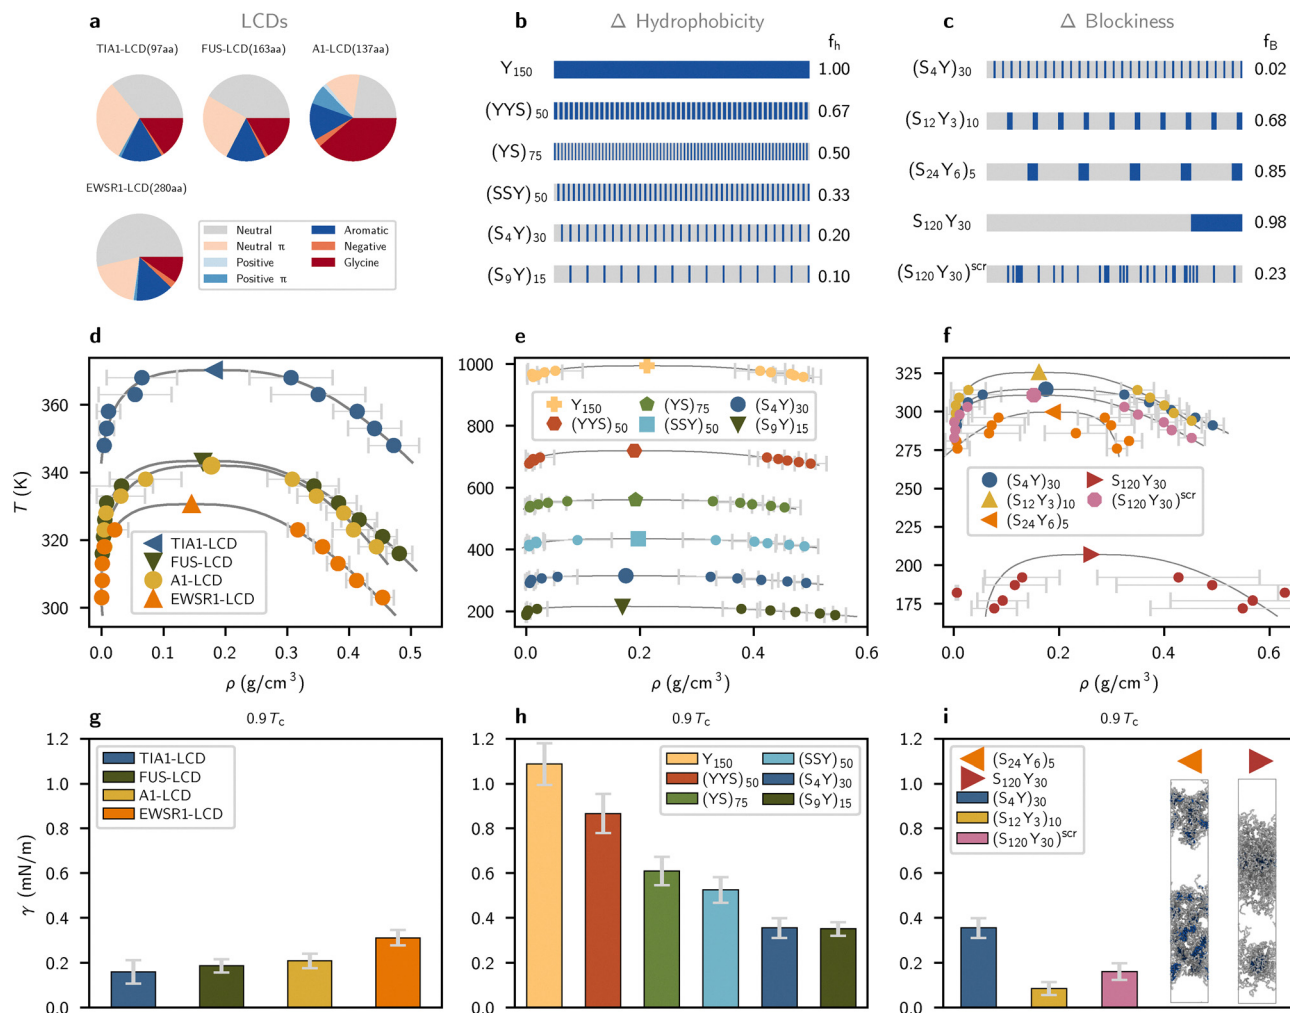 a LCDs
TIA1-LCD(97aa) FUS-LCD(163aa) A1-LCD(137aa)
EWSR1-LCD(280aa)
Neutral Aromatic
Neutral π Negative
Positive Glycine
Positive π
b Δ Hydrophobicity
f_h
Y₁₅₀ 1.00
(YYS)₅₀ 0.67
(YS)₇₅ 0.50
(SSY)₅₀ 0.33
(S₄Y)₃₀ 0.20
(S₉Y)₁₅ 0.10
c Δ Blockiness
f_B
(S₄Y)₃₀ 0.02
(S₁₂Y₃)₁₀ 0.68
(S₂₄Y₆)₅ 0.85
S₁₂₀Y₃₀ 0.98
(S₁₂₀Y₃₀)^scr 0.23
d
T (K)
360
340
320
300
TIA1-LCD
FUS-LCD
A1-LCD
EWSR1-LCD
0.0 0.1 0.2 0.3 0.4 0.5
ρ (g/cm³)
e
1000
800
600
400
200
Y₁₅₀ (YS)₇₅ (S₄Y)₃₀
(YYS)₅₀ (SSY)₅₀ (S₉Y)₁₅
0.0 0.2 0.4 0.6
ρ (g/cm³)
f
325
300
275
250
225
200
175
(S₄Y)₃₀ S₁₂₀Y₃₀
(S₁₂Y₃)₁₀ (S₁₂₀Y₃₀)^scr
(S₂₄Y₆)₅
0.0 0.2 0.4 0.6
ρ (g/cm³)
g 0.9 T_c
γ (mN/m)
1.2
1.0
0.8
0.6
0.4
0.2
0.0
TIA1-LCD
FUS-LCD
A1-LCD
EWSR1-LCD
h 0.9 T_c
1.2
1.0
0.8
0.6
0.4
0.2
0.0
Y₁₅₀ (SSY)₅₀
(YYS)₅₀ (S₄Y)₃₀
(YS)₇₅ (S₉Y)₁₅
i 0.9 T_c
1.2
1.0
0.8
0.6
0.4
0.2
0.0
(S₂₄Y₆)₅
S₁₂₀Y₃₀
(S₄Y)₃₀
(S₁₂Y₃)₁₀
(S₁₂₀Y₃₀)^scr